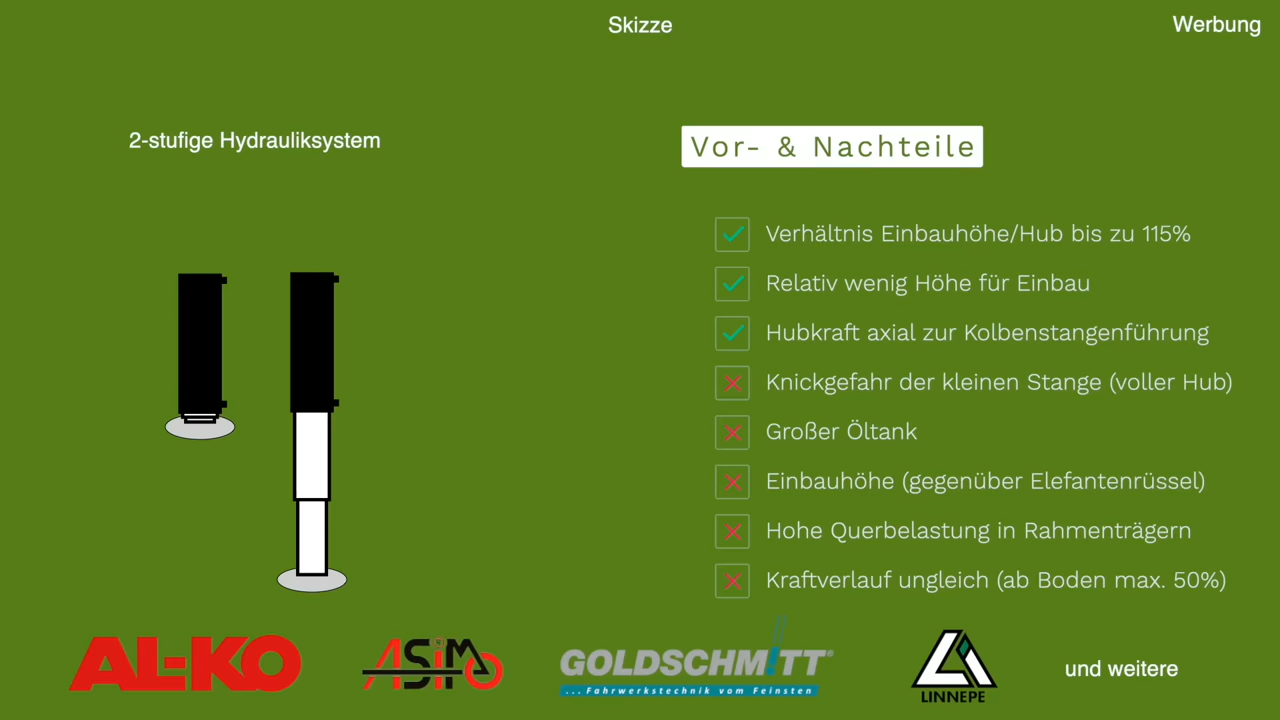 Skizze
Werbung
2-stufige Hydrauliksystem
Vor- & Nachteile
Verhältnis Einbauhöhe/Hub bis zu 115%
Relativ wenig Höhe für Einbau
Hubkraft axial zur Kolbenstangenführung
Knickgefahr der kleinen Stange (voller Hub)
Großer Öltank
Einbauhöhe (gegenüber Elefantenrüssel)
Hohe Querbelastung in Rahmenträgern
Kraftverlauf ungleich (ab Boden max. 50%)
AL-KO
ASIMO
GOLDSCHMITT®
...Fahrwerkstechnik vom Feinsten
LINNEPE
und weitere